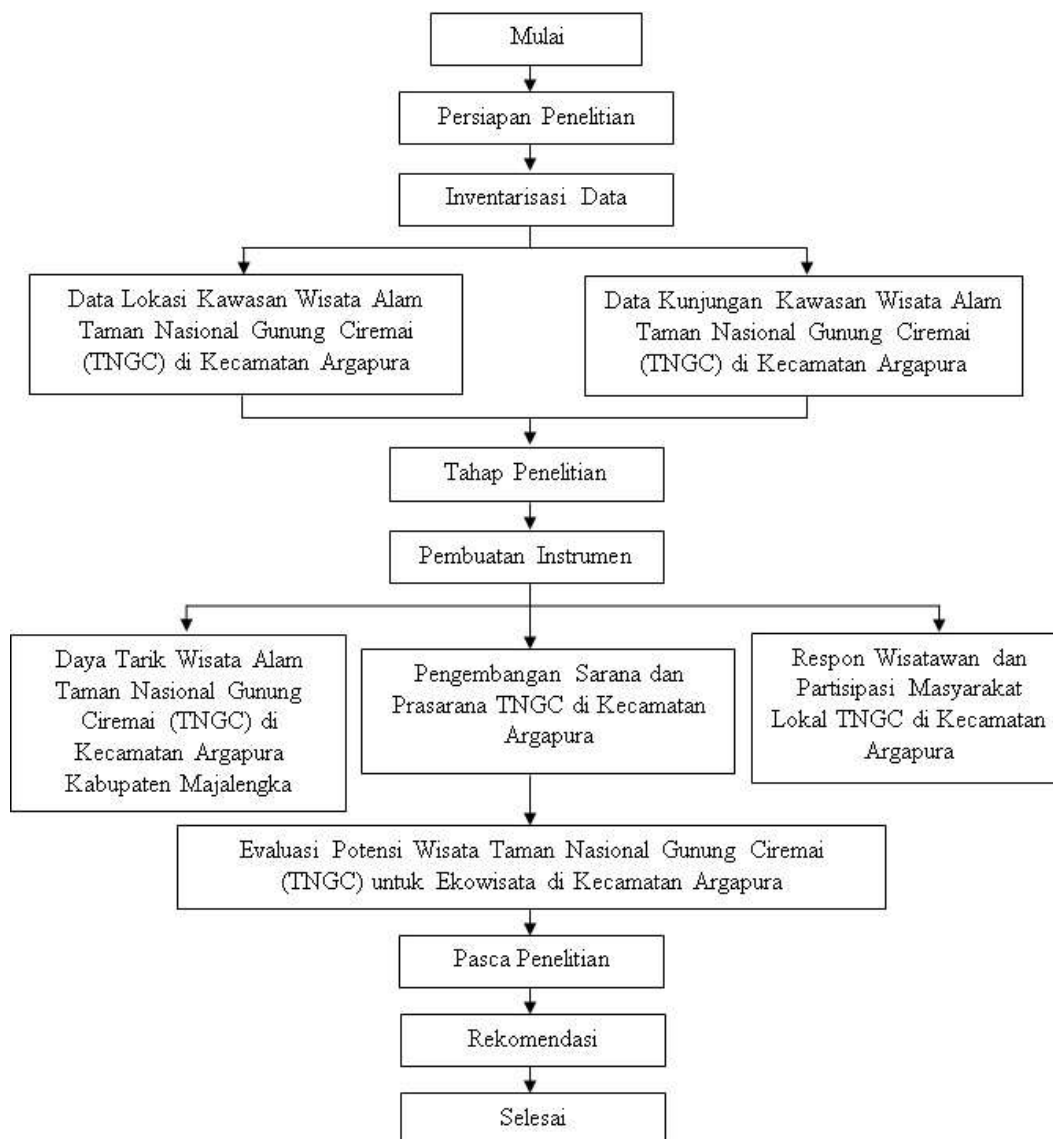 Mulai
Persiapan Penelitian
Inventarisasi Data
Data Lokasi Kawasan Wisata Alam
Taman Nasional Gunung Ciremai
(TNGC) di Kecamatan Argapura
Data Kunjungan Kawasan Wisata Alam
Taman Nasional Gunung Ciremai
(TNGC) di Kecamatan Argapura
Tahap Penelitian
Pembuatan Instrumen
Daya Tarik Wisata Alam
Taman Nasional Gunung
Ciremai (TNGC) di
Kecamatan Argapura
Kabupaten Majalengka
Pengembangan Sarana dan
Prasarana TNGC di Kecamatan
Argapura
Respon Wisatawan dan
Partisipasi Masyarakat
Lokal TNGC di Kecamatan
Argapura
Evaluasi Potensi Wisata Taman Nasional Gunung Ciremai
(TNGC) untuk Ekowisata di Kecamatan Argapura
Pasca Penelitian
Rekomendasi
Selesai